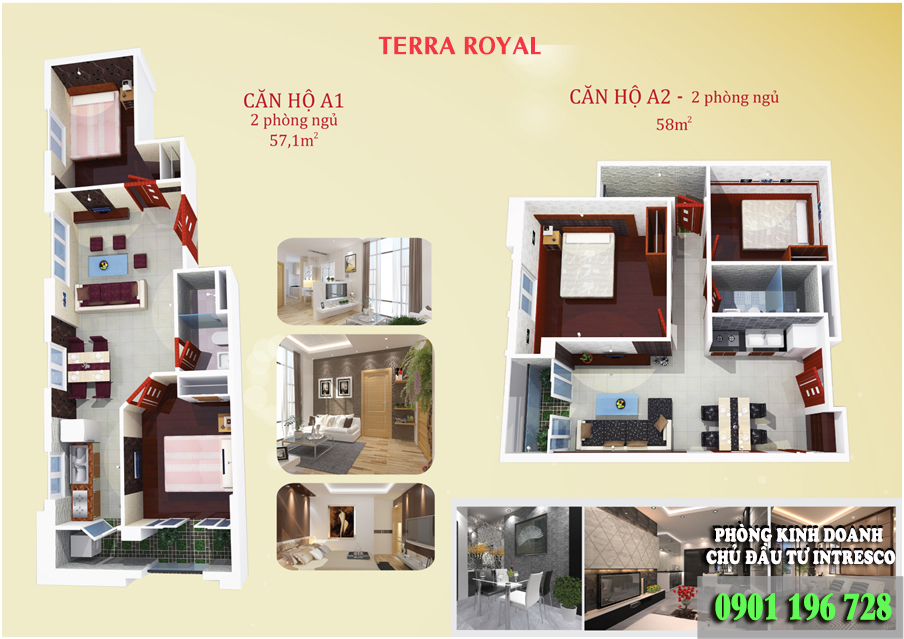 TERRA ROYAL
CĂN HỘ A1
2 phòng ngủ
57,1m²
CĂN HỘ A2 - 2 phòng ngủ
58m²
PHÒNG KINH DOANH
CHỦ ĐẦU TƯ INTRESCO
0901 196 728